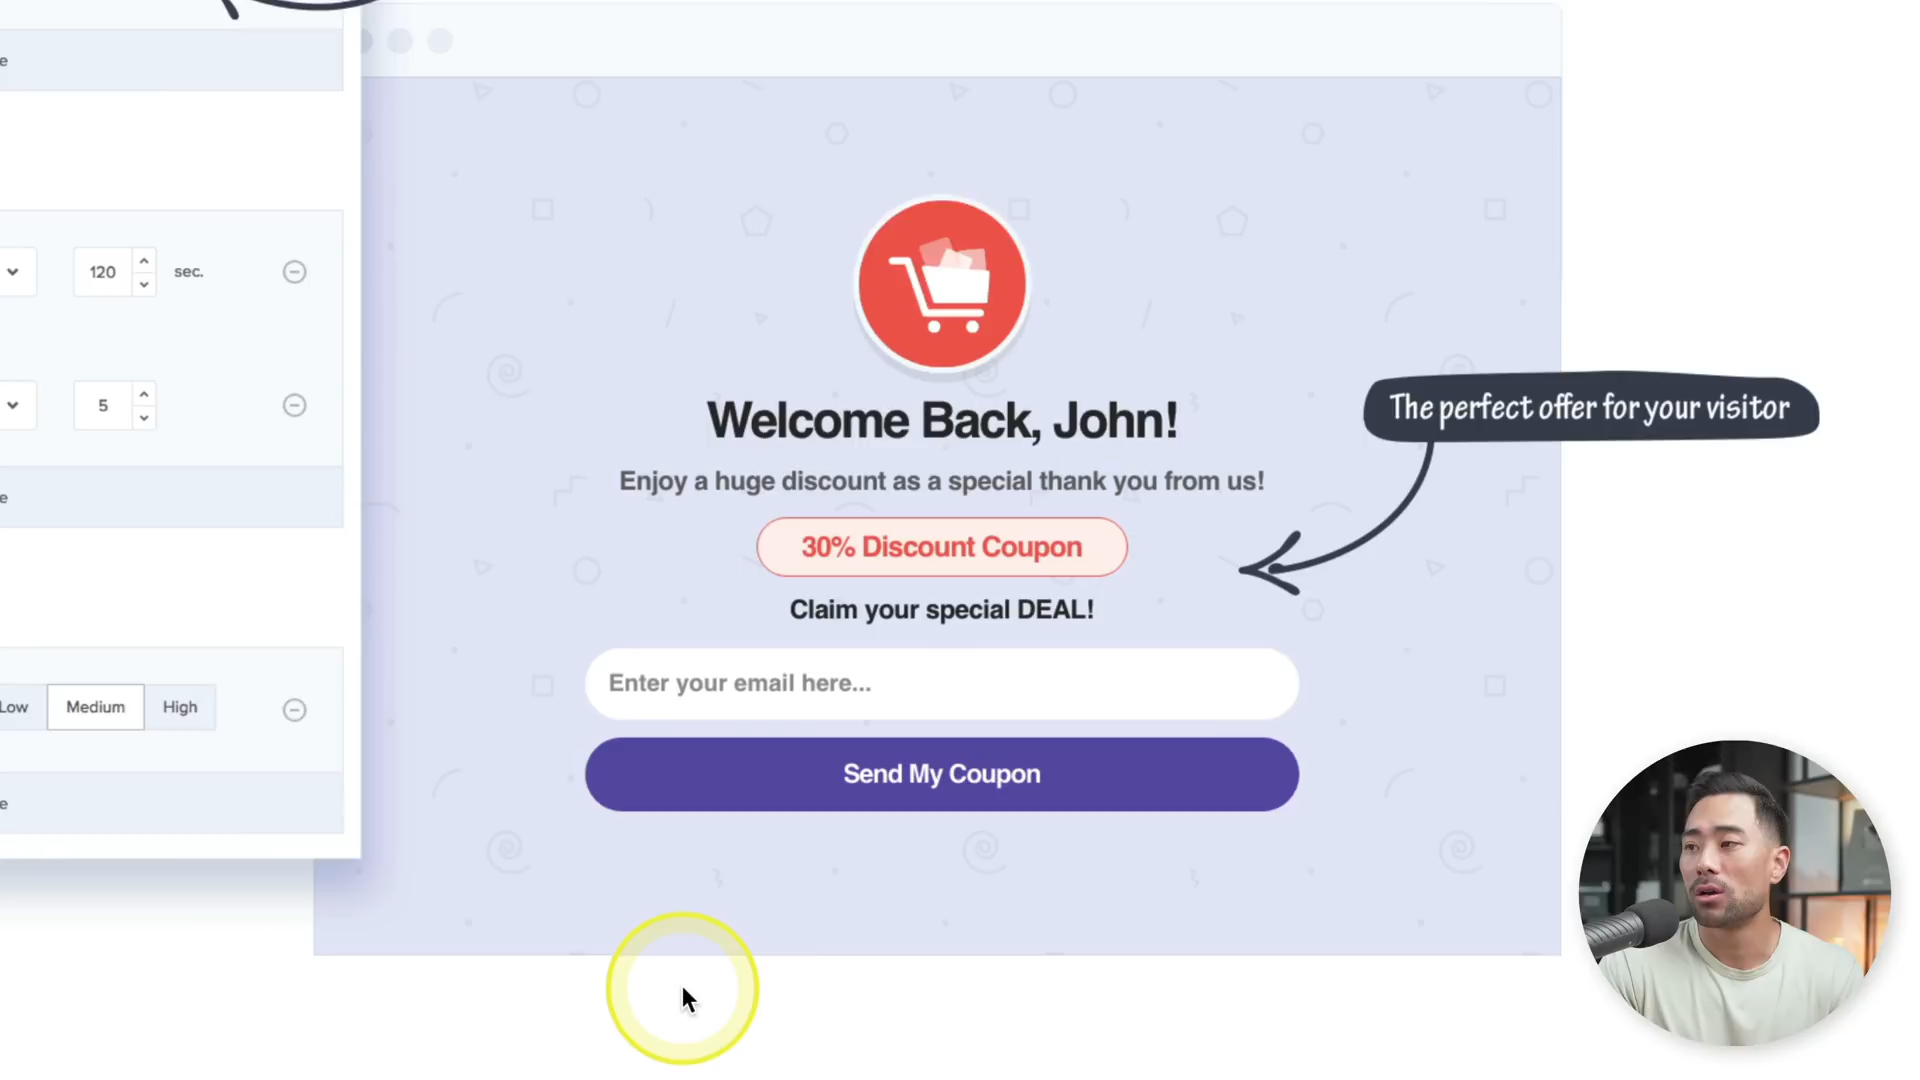 e
120
sec.
5
e
Low
Medium
High
e
Welcome Back, John!
Enjoy a huge discount as a special thank you from us!
30% Discount Coupon
Claim your special DEAL!
Enter your email here...
Send My Coupon
The perfect offer for your visitor